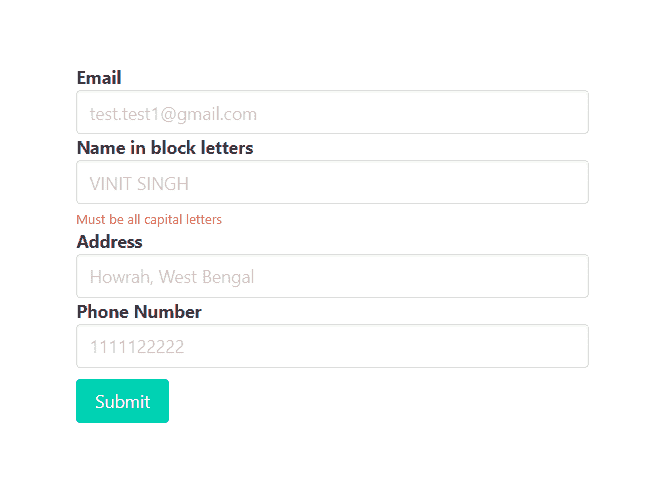 Email
test.test1@gmail.com
Name in block letters
VINIT SINGH
Must be all capital letters
Address
Howrah, West Bengal
Phone Number
1111122222
Submit